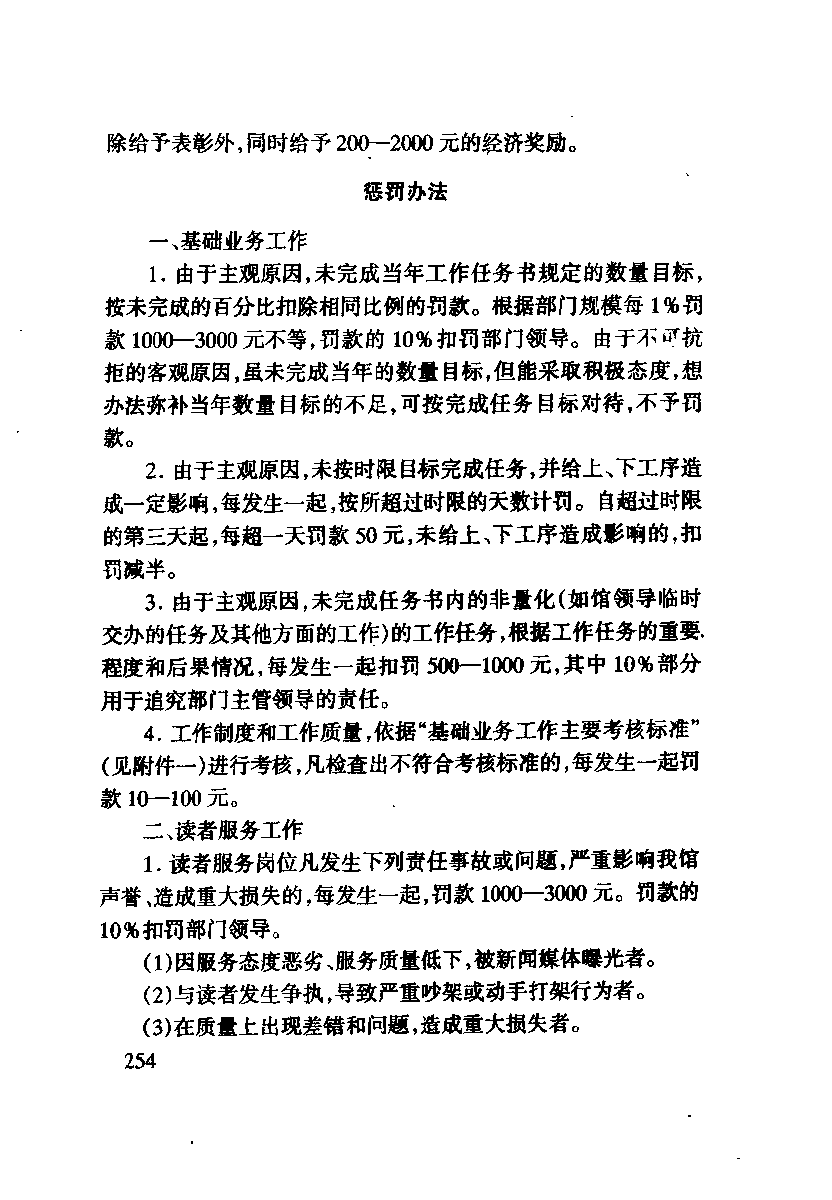 除给予表彰外,同时给予200—2000元的经济奖励。
惩罚办法
一、基础业务工作
1. 由于主观原因,未完成当年工作任务书规定的数量目标,
按未完成的百分比扣除相同比例的罚款。根据部门规模每1%罚
款1000—3000元不等,罚款的10%扣罚部门领导。由于不可抗
拒的客观原因,虽未完成当年的数量目标,但能采取积极态度,想
办法弥补当年数量目标的不足,可按完成任务目标对待,不予罚
款。
2. 由于主观原因,未按时限目标完成任务,并给上、下工序造
成一定影响,每发生一起,按所超过时限的天数计罚。自超过时限
的第三天起,每超一天罚款50元,未给上、下工序造成影响的,扣
罚减半。
3. 由于主观原因,未完成任务书内的非量化(如馆领导临时
交办的任务及其他方面的工作)的工作任务,根据工作任务的重要
程度和后果情况,每发生一起扣罚500—1000元,其中10%部分
用于追究部门主管领导的责任。
4. 工作制度和工作质量,依据“基础业务工作主要考核标准”
(见附件一)进行考核,凡检查出不符合考核标准的,每发生一起罚
款10—100元。
二、读者服务工作
1. 读者服务岗位凡发生下列责任事故或问题,严重影响我馆
声誉、造成重大损失的,每发生一起,罚款1000—3000元。罚款的
10%扣罚部门领导。
(1)因服务态度恶劣、服务质量低下,被新闻媒体曝光者。
(2)与读者发生争执,导致严重吵架或动手打架行为者。
(3)在质量上出现差错和问题,造成重大损失者。
254